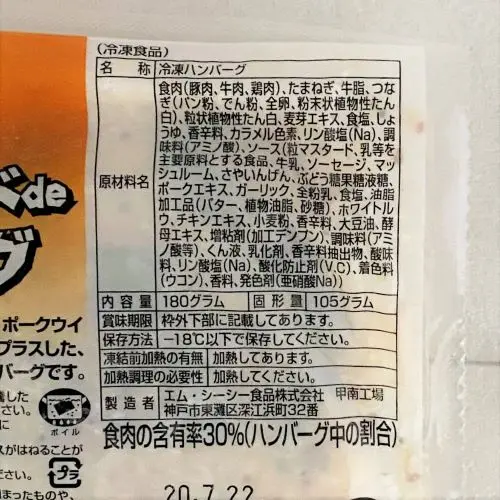 (冷凍食品)
名 称 冷凍ハンバーグ
原材料名
食肉(豚肉、牛肉、鶏肉)、たまねぎ、牛脂、つな
ぎ(パン粉、でん粉、全卵、粉末状植物性たん
白)、粒状植物性たん白、麦芽エキス、食塩、しょ
うゆ、香辛料、カラメル色素、リン酸塩(Na)、調
味料(アミノ酸)、ソース(粒マスタード、乳等を
主要原料とする食品、牛乳、ソーセージ、マッ
シュルーム、さやいんげん、ぶどう糖果糖液糖、
ポークエキス、ガーリック、全粉乳、食塩、油脂
加工品(バター、植物油脂、砂糖)、ホワイトル
ウ、チキンエキス、小麦粉、香辛料、大豆油、酵
母エキス、増粘剤(加工デンプン)、調味料(アミ
ノ酸等)、くん液、乳化剤、香辛料抽出物、酸味
料、リン酸塩(Na)、酸化防止剤(V.C)、着色料
(ウコン)、香料、発色剤(亜硝酸Na))
内 容 量 180グラム 固 形 量 105グラム
賞味期限 枠外下部に記載してあります。
保存方法 −18℃以下で保存してください。
凍結前加熱の有無 加熱してあります。
加熱調理の必要性 加熱してください。
製 造 者 エム・シーシー食品株式会社 甲南工場
神戸市東灘区深江浜町32番
食肉の含有率30%(ハンバーグ中の割合)
20.7.22
de
グ
ポークウイ
プラスした、
バーグです。
さい。
ボイル
スがはねることが
ださい。
プラ